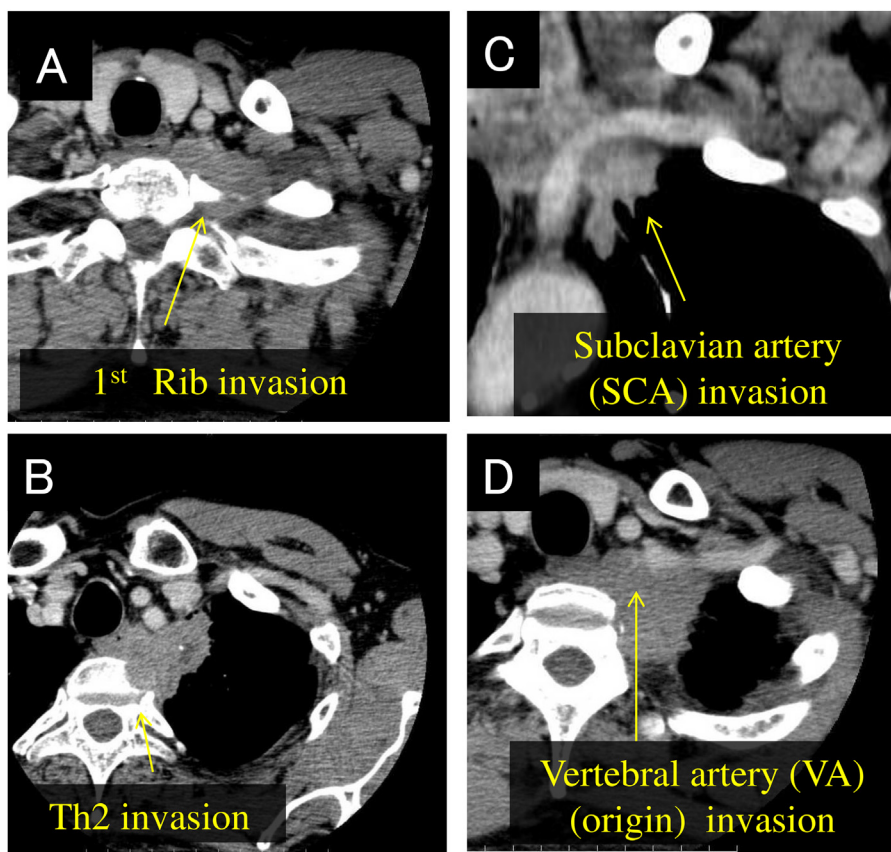 A
1st Rib invasion
B
Th2 invasion
C
Subclavian artery
(SCA) invasion
D
Vertebral artery (VA)
(origin) invasion